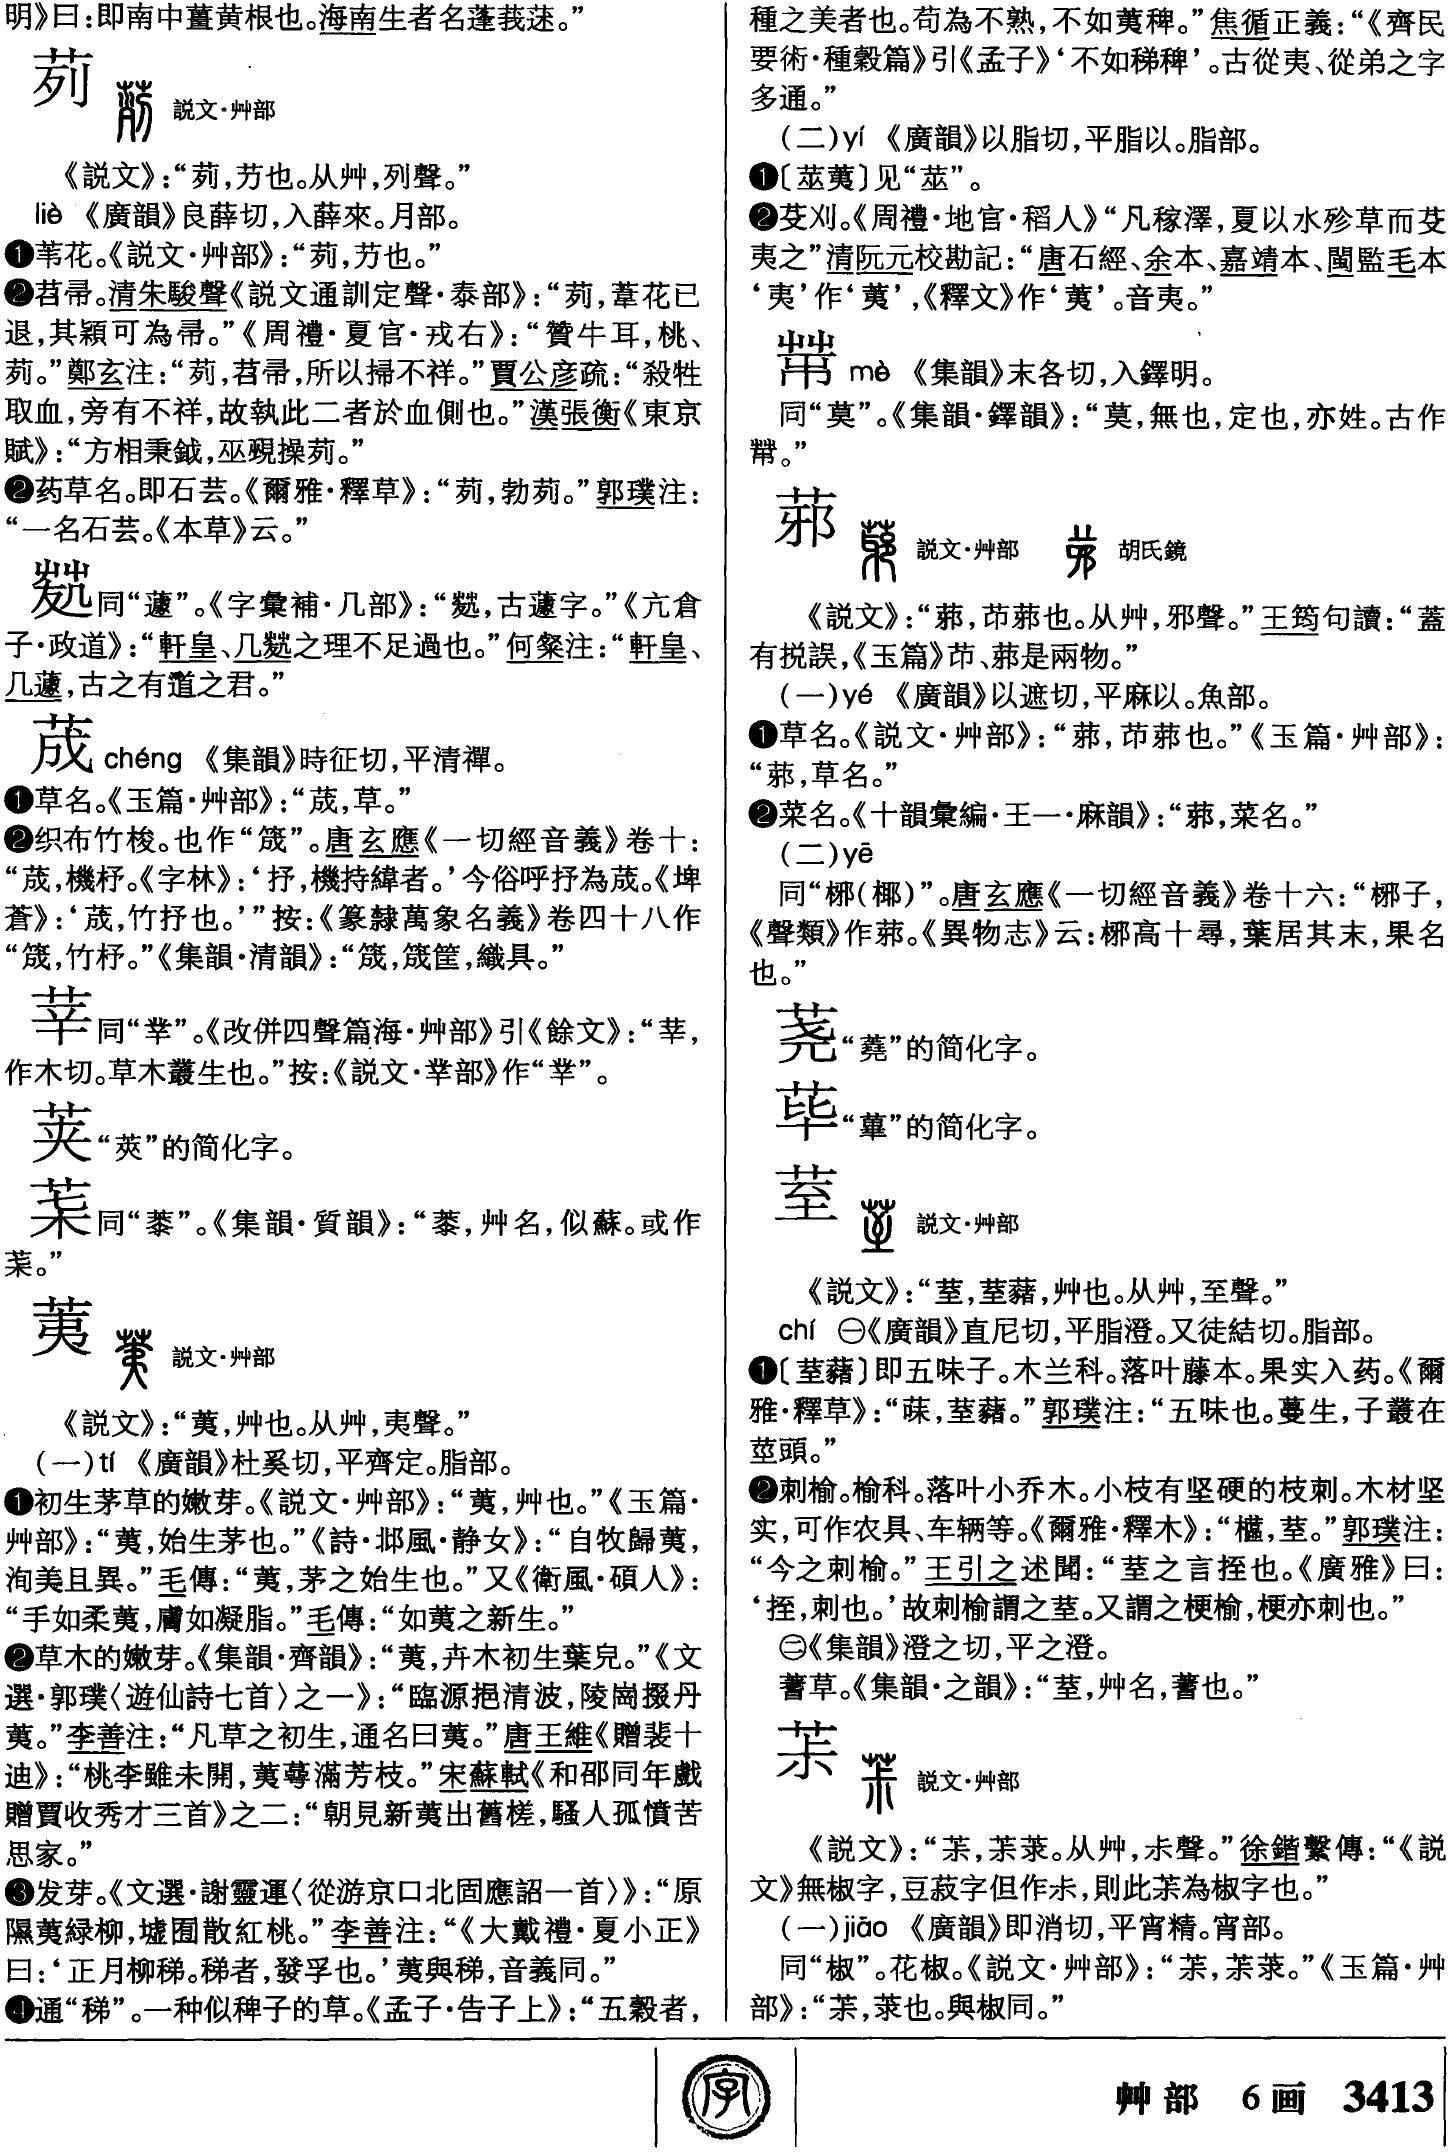 明》曰:即南中薑黄根也。海南生者名蓬莪蒁。”
茢 説文·艸部
《説文》:“茢,艻也。从艸,列聲。”
liè 《廣韻》良薛切,入薛來。月部。
❶苇花。《説文·艸部》:“茢,艻也。”
❷苕帚。清朱駿聲《説文通訓定聲·泰部》:“茢,葦花已
退,其穎可為帚。”《周禮·夏官·戎右》:“贊牛耳,桃、
茢。”鄭玄注:“茢,苕帚,所以掃不祥。”賈公彦疏:“殺牲
取血,旁有不祥,故執此二者於血側也。”漢張衡《東京
賦》:“方相秉鉞,巫覡操茢。”
❷药草名。即石芸。《爾雅·釋草》:“茢,勃茢。”郭璞注:
“一名石芸。《本草》云。”
同“蘧”。《字彙補·几部》:“,古蘧字。”《亢倉
子·政道》:“軒皇、几之理不足過也。”何粲注:“軒皇、
几蘧,古之有道之君。”
荿 chéng 《集韻》時征切,平清禪。
❶草名。《玉篇·艸部》:“荿,草。”
❷织布竹梭。也作“筬”。唐玄應《一切經音義》卷十:
“荿,機杼。《字林》:‘抒,機持緯者。’今俗呼抒為荿。《埤
蒼》:‘荿,竹抒也。’”按:《篆隸萬象名義》卷四十八作
“筬,竹杼。”《集韻·清韻》:“筬,筬筐,織具。”
莘同“丵”。《改併四聲篇海·艸部》引《餘文》:“莘,
作木切。草木叢生也。”按:《説文·丵部》作“丵”。
荚“莢”的简化字。
同“䓹”。《集韻·質韻》:“,艸名,似蘇。或作
。”
荑 説文·艸部
《説文》:“荑,艸也。从艸,夷聲。”
(一)tí 《廣韻》杜奚切,平齊定。脂部。
❶初生茅草的嫩芽。《説文·艸部》:“荑,艸也。”《玉篇·
艸部》:“荑,始生茅也。”《詩·邶風·静女》:“自牧歸荑,
洵美且異。”毛傳:“荑,茅之始生也。”又《衛風·碩人》:
“手如柔荑,膚如凝脂。”毛傳:“如荑之新生。”
❷草木的嫩芽。《集韻·齊韻》:“荑,卉木初生葉皃。”《文
選·郭璞〈遊仙詩七首〉之一》:“臨源挹清波,陵崗掇丹
荑。”李善注:“凡草之初生,通名曰荑。”唐王維《贈裴十
迪》:“桃李雖未開,荑萼滿芳枝。”宋蘇軾《和邵同年戲
贈賈收秀才三首》之二:“朝見新荑出舊槎,騷人孤憤苦
思家。”
❸发芽。《文選·謝靈運〈從游京口北固應詔一首〉》:“原
隰荑緑柳,墟囿散紅桃。”李善注:“《大戴禮·夏小正》
曰:‘正月柳稊。稊者,發孚也。’荑與稊,音義同。”
❹通“稊”。一种似稗子的草。《孟子·告子上》:“五穀者,
種之美者也。苟為不熟,不如荑稗。”焦循正義:“《齊民
要術·種穀篇》引《孟子》‘不如稊稗’。古從夷、從弟之字
多通。”
(二)yí 《廣韻》以脂切,平脂以。脂部。
❶〔莁荑〕见“莁”。
❷芟刈。《周禮·地官·稻人》“凡稼澤,夏以水殄草而芟
夷之”清阮元校勘記:“唐石經、余本、嘉靖本、閩監毛本
‘夷’作‘荑’,《釋文》作‘荑’。音夷。”
mè 《集韻》末各切,入鐸明。
同“莫”。《集韻·鐸韻》:“莫,無也,定也,亦姓。古作
。”
䓉 説文·艸部 胡氏鏡
《説文》:“䓉,茚䓉也。从艸,邪聲。”王筠句讀:“蓋
有挩誤,《玉篇》茚、䓉是兩物。”
(一)yé 《廣韻》以遮切,平麻以。魚部。
❶草名。《説文·艸部》:“䓉,茚䓉也。”《玉篇·艸部》:
“䓉,草名。”
❷菜名。《十韻彙編·王一·麻韻》:“䓉,菜名。”
(二)yē
同“梛(椰)”。唐玄應《一切經音義》卷十六:“梛子,
《聲類》作䓉。《異物志》云:梛高十尋,葉居其末,果名
也。”
荛“蕘”的简化字。
荜“蓽”的简化字。
荎 説文·艸部
《説文》:“荎,荎藸,艸也。从艸,至聲。”
chí ㊀《廣韻》直尼切,平脂澄。又徒結切。脂部。
❶〔荎藸〕即五味子。木兰科。落叶藤本。果实入药。《爾
雅·釋草》:“菋,荎藸。”郭璞注:“五味也。蔓生,子叢在
莖頭。”
❷刺榆。榆科。落叶小乔木。小枝有坚硬的枝刺。木材坚
实,可作农具、车辆等。《爾雅·釋木》:“櫙,荎。”郭璞注:
“今之刺榆。”王引之述聞:“荎之言挃也。《廣雅》曰:
‘挃,刺也。’故刺榆謂之荎。又謂之梗榆,梗亦刺也。”
㊁《集韻》澄之切,平之澄。
蓍草。《集韻·之韻》:“荎,艸名,蓍也。”
茮 説文·艸部
《説文》:“茮,茮莍。从艸,尗聲。”徐鍇繫傳:“《説
文》無椒字,豆菽字但作尗,則此茮為椒字也。”
(一)jiāo 《廣韻》即消切,平宵精。宵部。
同“椒”。花椒。《説文·艸部》:“茮,茮莍。”《玉篇·艸
部》:“茮,莍也。與椒同。”
字
艸部 6画 3413